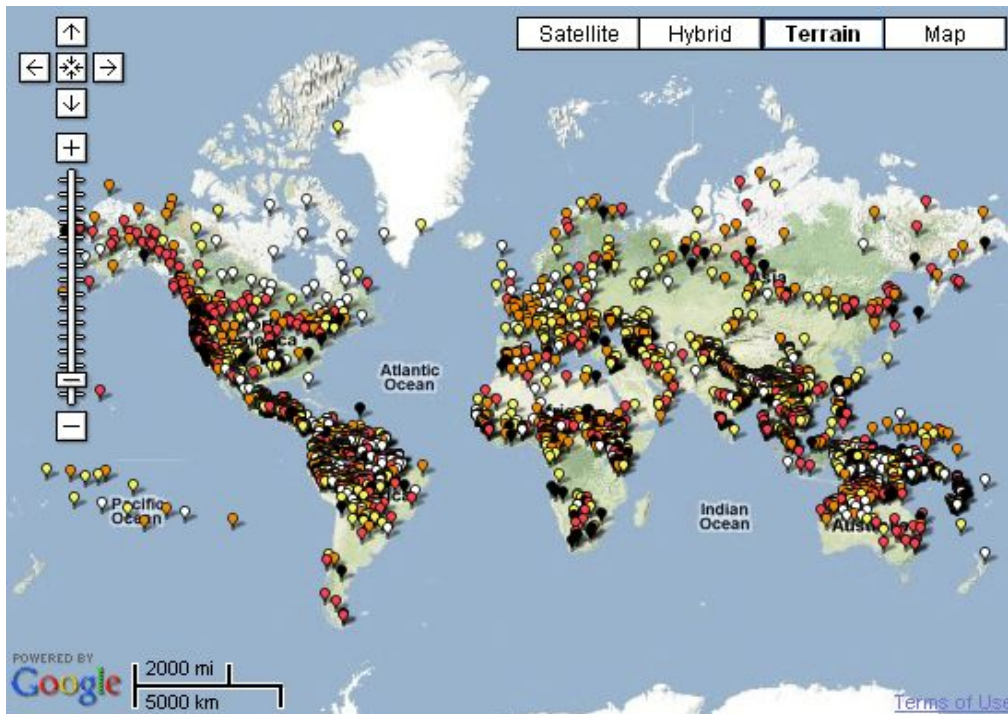 Satellite
Hybrid
Terrain
Map
Atlantic
Ocean
Pacific
Ocean
Indian
Ocean
POWERED BY
Google
2000 mi
5000 km
Terms of Use